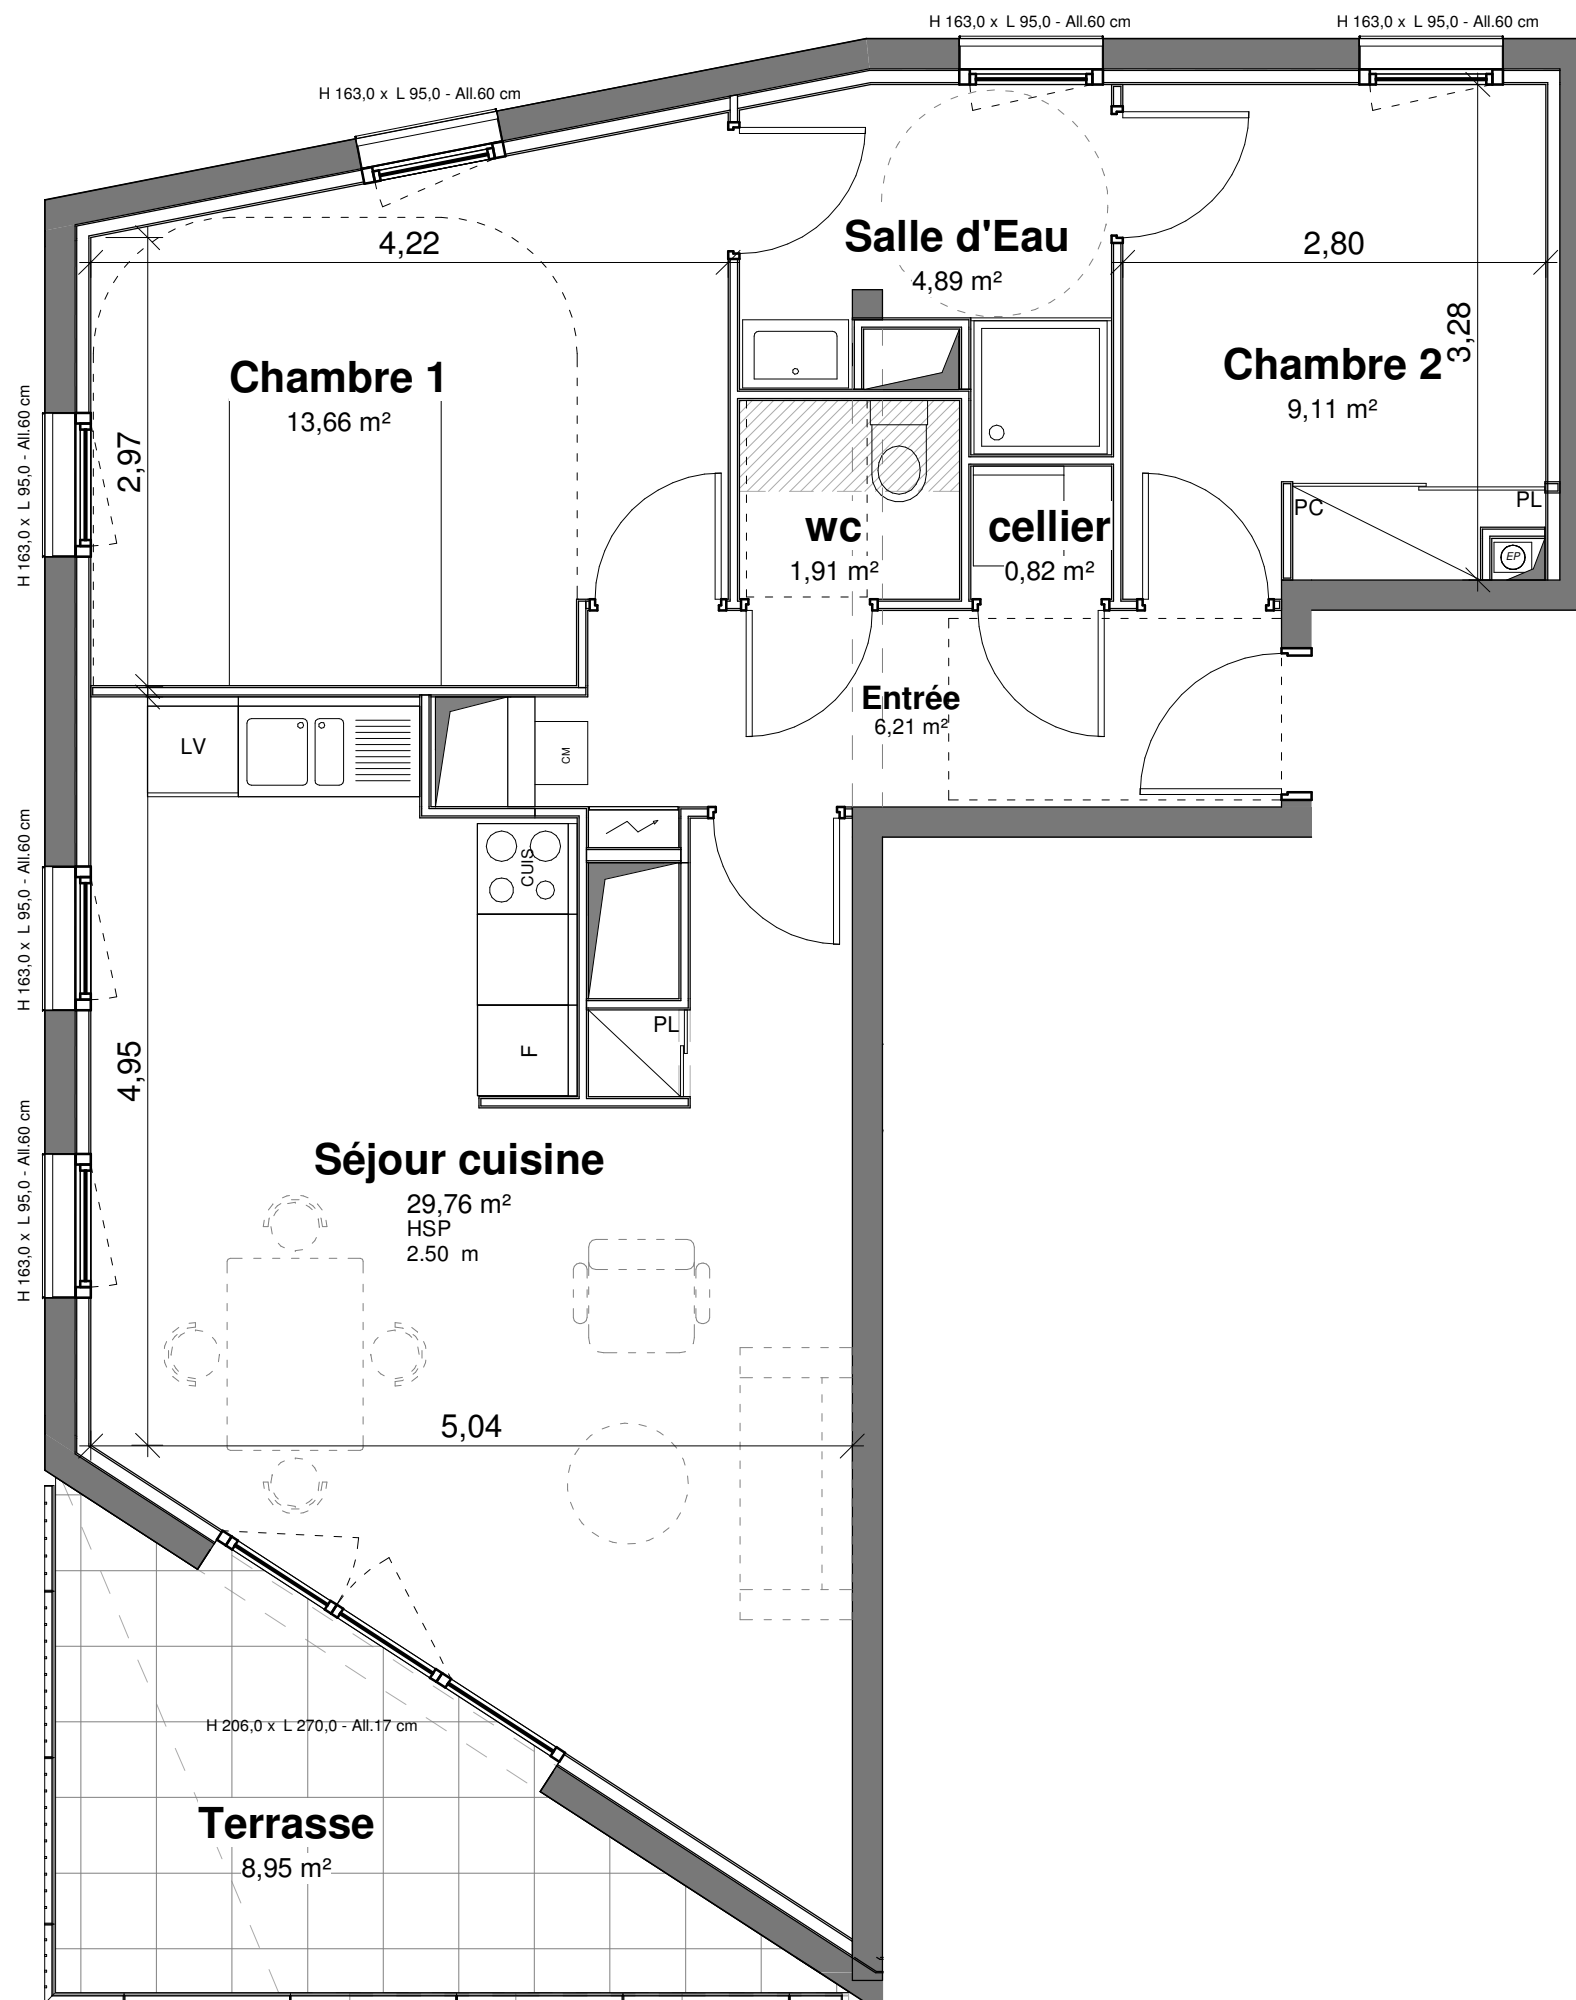 H 163,0 x L 95,0 - All.60 cm
H 163,0 x L 95,0 - All.60 cm
H 163,0 x L 95,0 - All.60 cm
4,22
Salle d'Eau
4,89 m²
2,80
3,28
Chambre 1
13,66 m²
Chambre 2
9,11 m²
H 163,0 x L 95,0 - All.60 cm
2,97
PC
PL
EP
wc
1,91 m²
cellier
0,82 m²
Entrée
6,21 m²
LV
CM
CUIS
H 163,0 x L 95,0 - All.60 cm
4,95
F
PL
H 163,0 x L 95,0 - All.60 cm
Séjour cuisine
29,76 m²
HSP
2.50 m
5,04
H 206,0 x L 270,0 - All.17 cm
Terrasse
8,95 m²